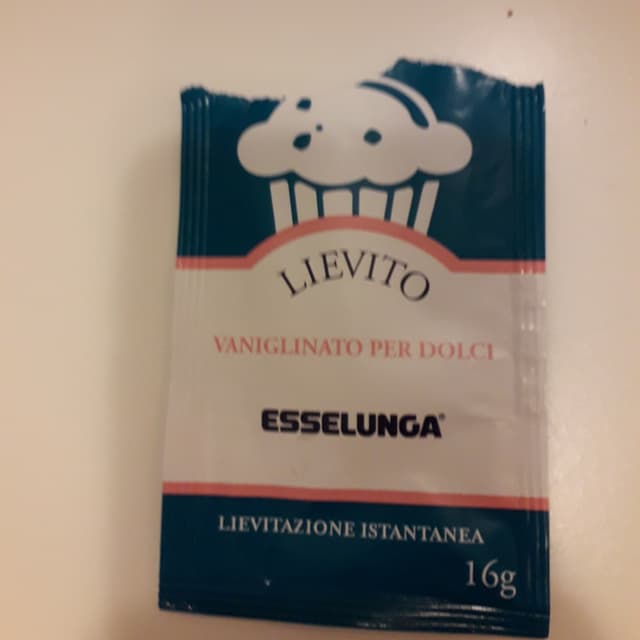 LIEVITO
VANIGLINATO PER DOLCI
ESSELUNGA®
LIEVITAZIONE ISTANTANEA
16g